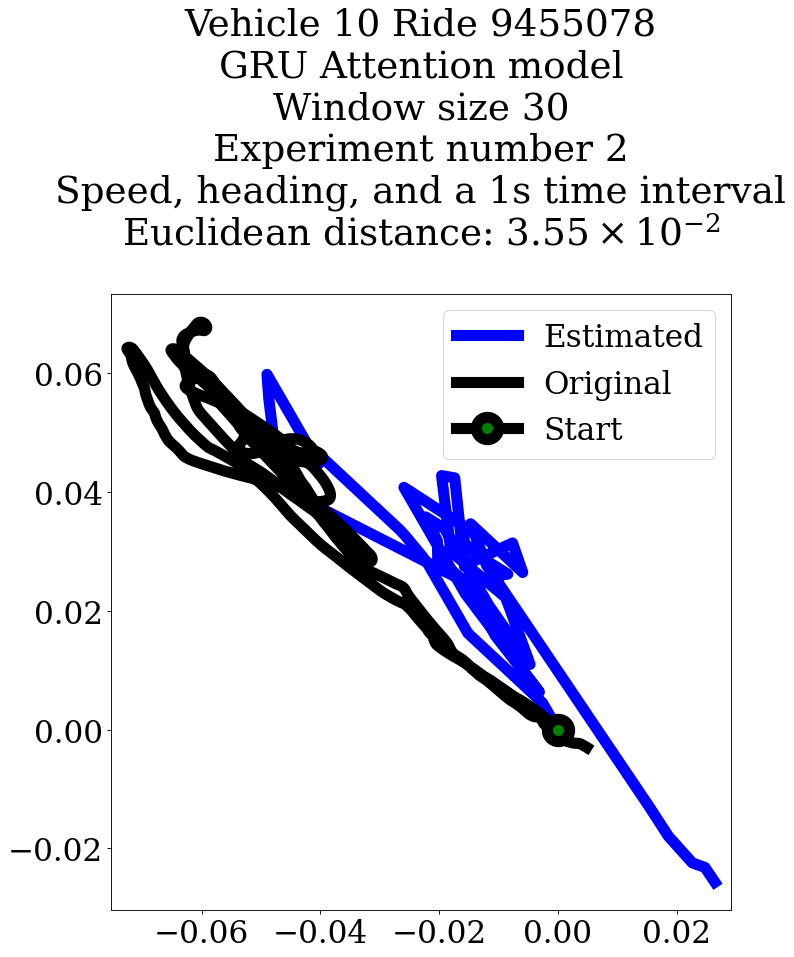 Vehicle 10 Ride 9455078
GRU Attention model
Window size 30
Experiment number 2
Speed, heading, and a 1s time interval
Euclidean distance: 3.55 × 10⁻²
Estimated
Original
Start
0.06
0.04
0.02
0.00
−0.02
−0.06 −0.04 −0.02 0.00 0.02